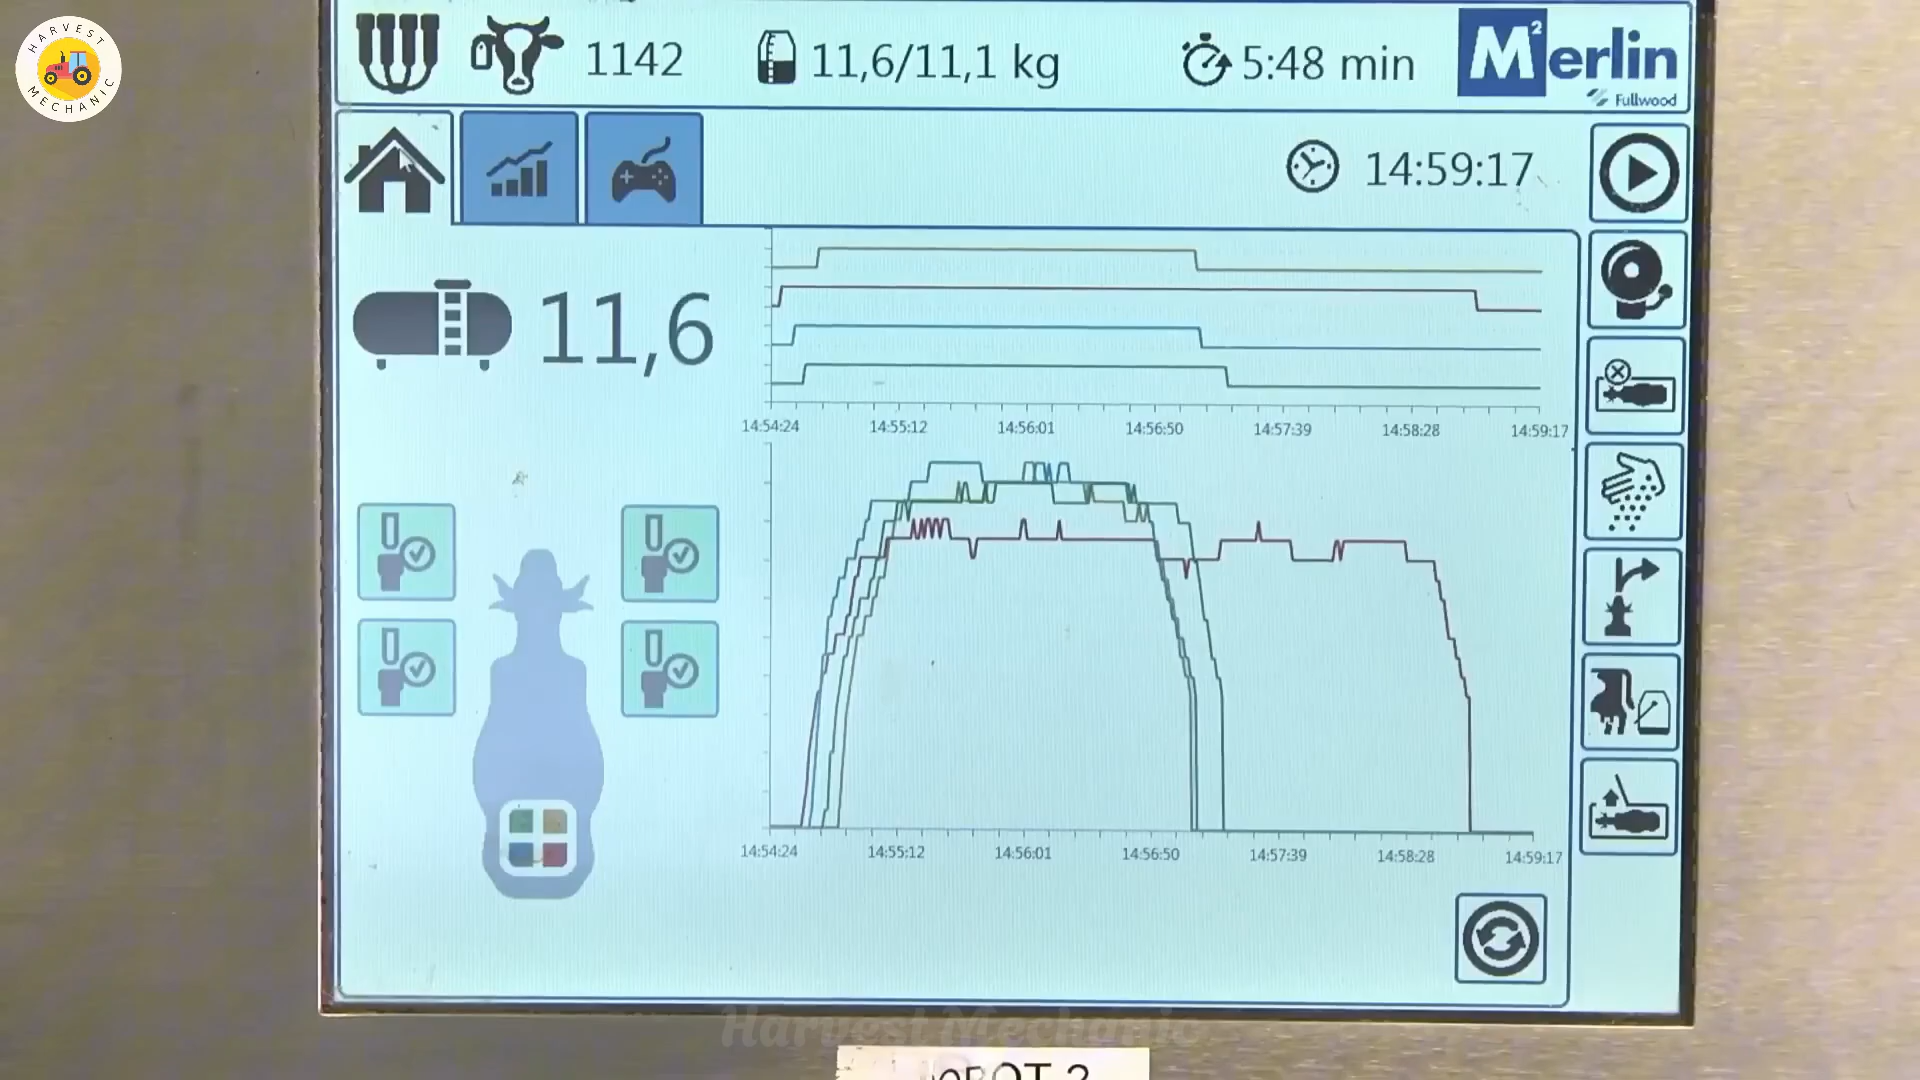 HARVEST
MECHANIC
1142
11,6/11,1 kg
5:48 min
M²erlin
Fullwood
14:59:17
11,6
14:54:24 14:55:12 14:56:01 14:56:50 14:57:39 14:58:28 14:59:17
14:54:24 14:55:12 14:56:01 14:56:50 14:57:39 14:58:28 14:59:17
Harvest Mechanic